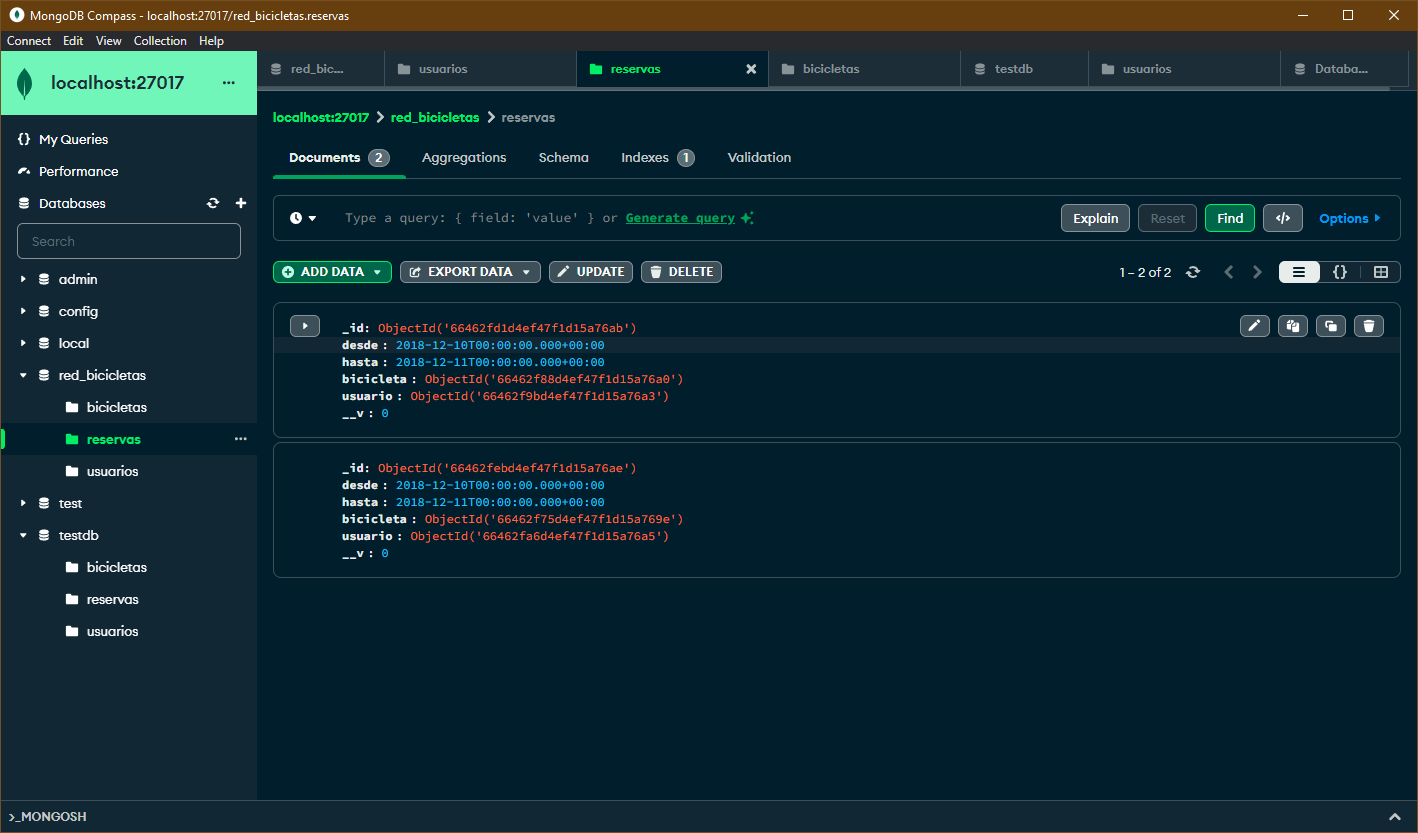 MongoDB Compass - localhost:27017/red_bicicletas.reservas
Connect Edit View Collection Help
localhost:27017 ...
My Queries
Performance
Databases
Search
admin
config
local
red_bicicletas
bicicletas
reservas ...
usuarios
test
testdb
bicicletas
reservas
usuarios
red_bic... usuarios reservas bicicletas testdb usuarios Databa...
localhost:27017 > red_bicicletas > reservas
Documents 2 Aggregations Schema Indexes 1 Validation
Type a query: { field: 'value' } or Generate query Explain Reset Find </> Options
ADD DATA EXPORT DATA UPDATE DELETE 1 – 2 of 2 {}
_id: ObjectId('66462fd1d4ef47f1d15a76ab')
desde : 2018-12-10T00:00:00.000+00:00
hasta : 2018-12-11T00:00:00.000+00:00
bicicleta : ObjectId('66462f88d4ef47f1d15a76a0')
usuario : ObjectId('66462f9bd4ef47f1d15a76a3')
__v : 0
_id: ObjectId('66462febd4ef47f1d15a76ae')
desde : 2018-12-10T00:00:00.000+00:00
hasta : 2018-12-11T00:00:00.000+00:00
bicicleta : ObjectId('66462f75d4ef47f1d15a769e')
usuario : ObjectId('66462fa6d4ef47f1d15a76a5')
__v : 0
>_MONGOSH